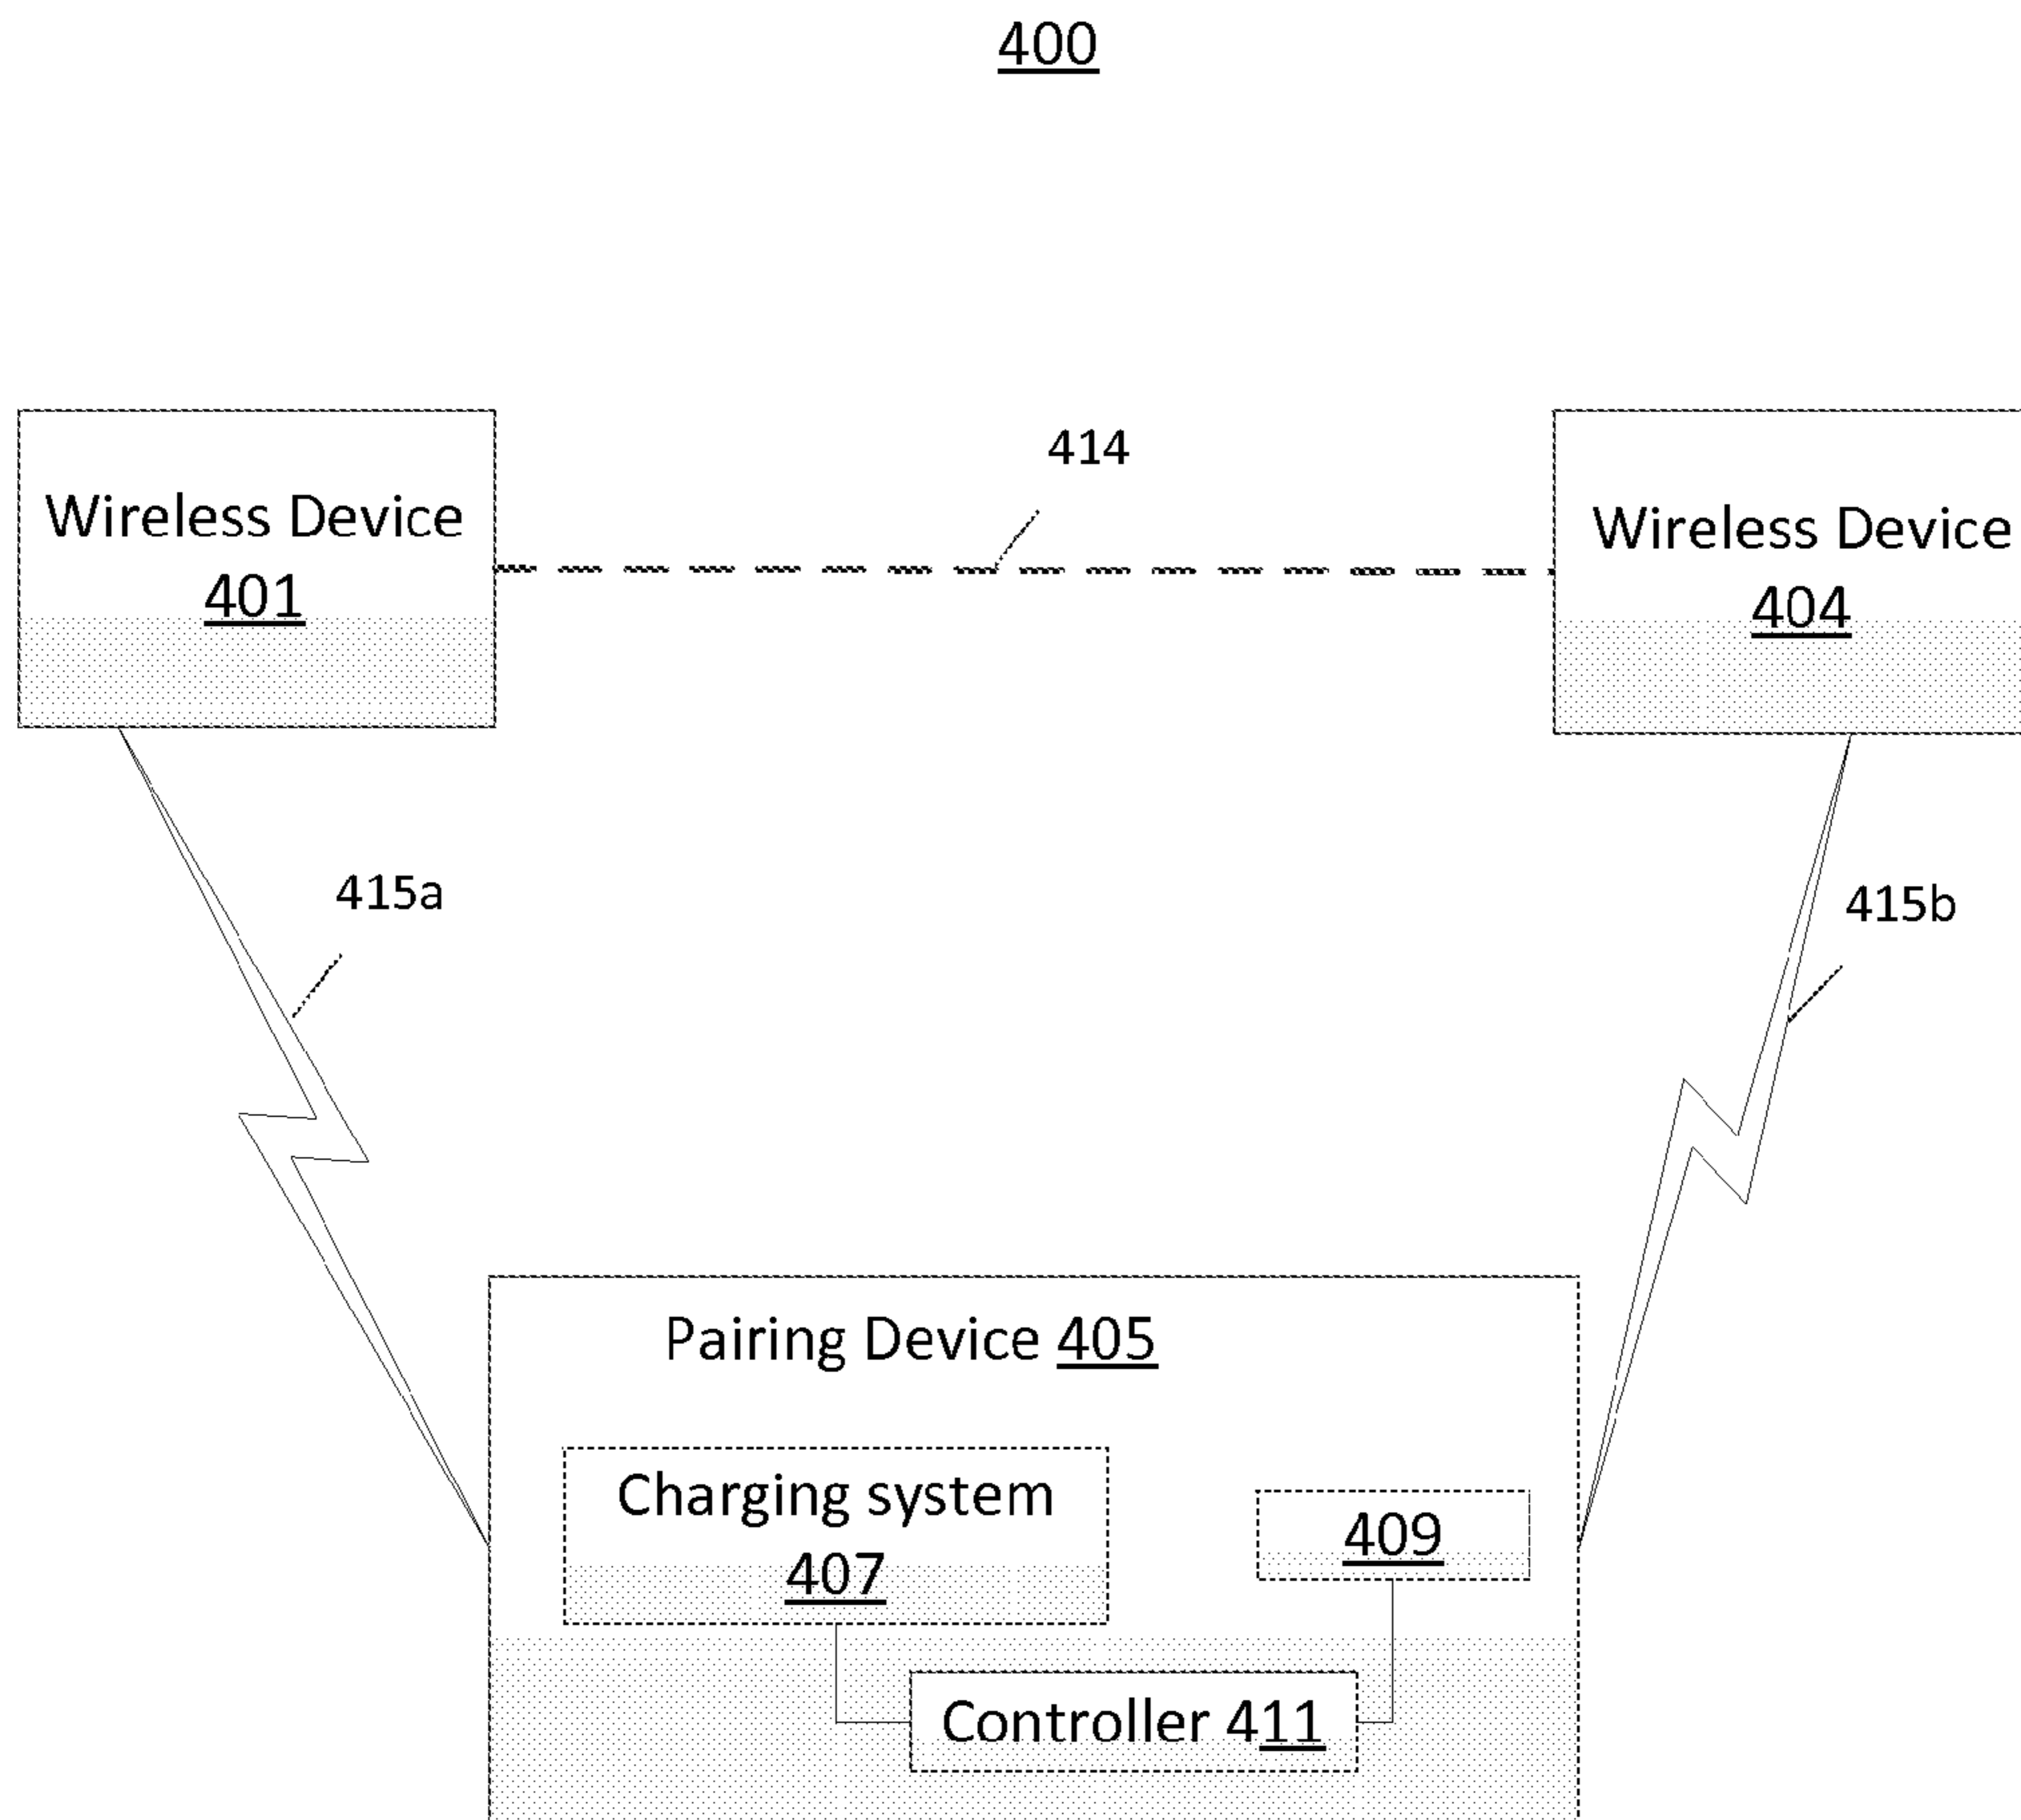 400
414
Wireless Device
401
Wireless Device
404
415a
415b
Pairing Device 405
Charging system
407
409
Controller 411